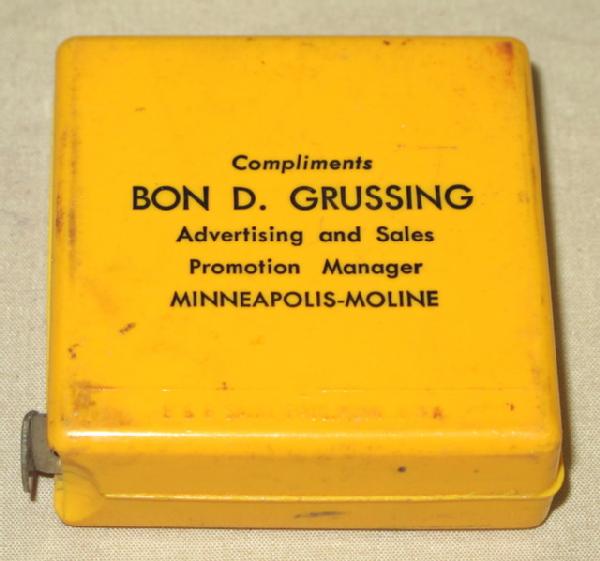 Compliments
BON D. GRUSSING
Advertising and Sales
Promotion Manager
MINNEAPOLIS-MOLINE